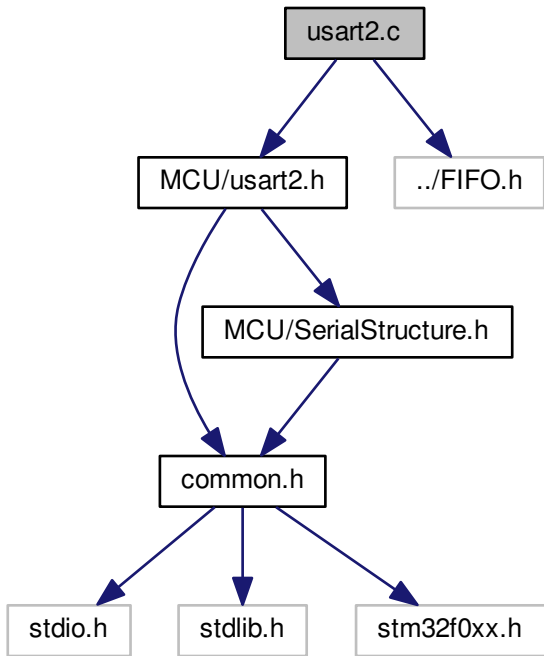 usart2.c
MCU/usart2.h
../FIFO.h
MCU/SerialStructure.h
common.h
stdio.h
stdlib.h
stm32f0xx.h